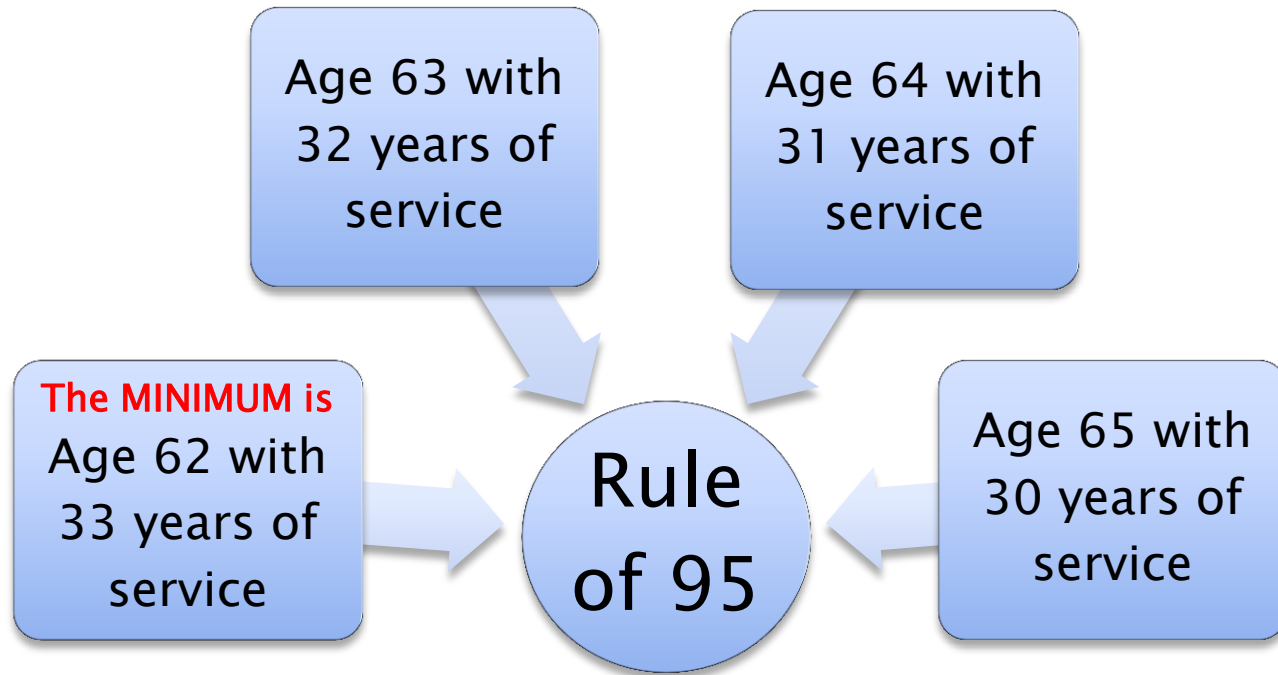 Age 63 with
32 years of
service
Age 64 with
31 years of
service
The MINIMUM is
Age 62 with
33 years of
service
Rule
of 95
Age 65 with
30 years of
service